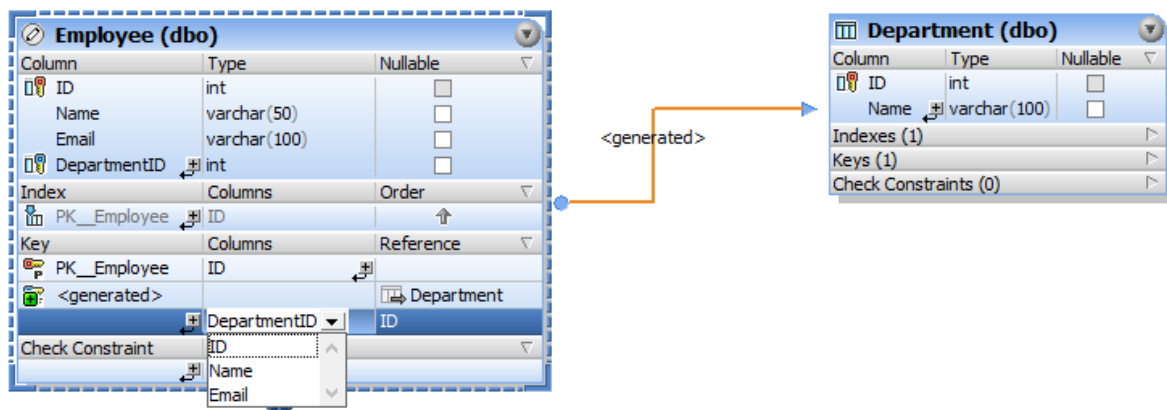 Employee (dbo)
Column Type Nullable
ID int
Name varchar(50)
Email varchar(100)
DepartmentID int
Index Columns Order
PK__Employee ID
Key Columns Reference
PK__Employee ID
<generated> Department
DepartmentID ID
Check Constraint
ID
Name
Email
<generated>
Department (dbo)
Column Type Nullable
ID int
Name varchar(100)
Indexes (1)
Keys (1)
Check Constraints (0)